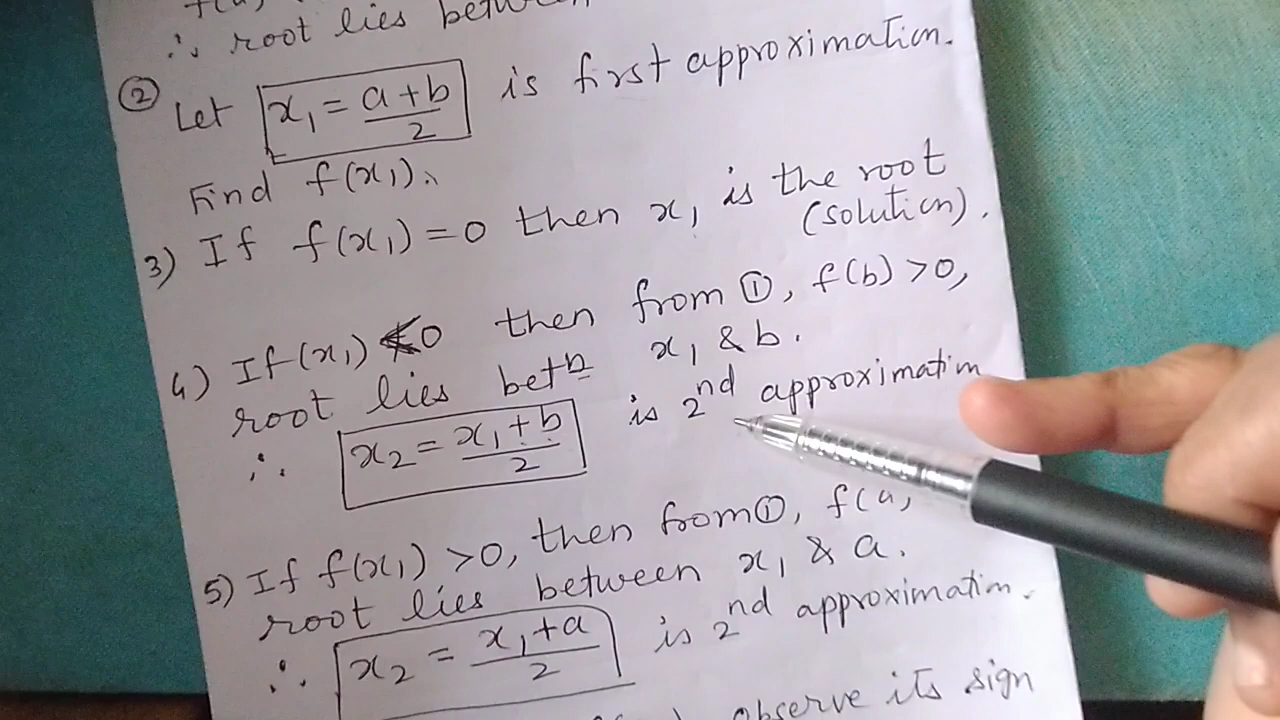 ∴ root lies between
② Let x₁ = a+b/2 is first approximation.
Find f(x₁).
3) If f(x₁) = 0 then x₁ is the root
(solution).
4) If (x₁) < 0 then from ①, f(b) > 0,
root lies betn x₁ & b.
∴ x₂ = x₁+b/2 is 2nd approximation
5) If f(x₁) > 0, then from ①, f(a
root lies between x₁ & a.
∴ x₂ = x₁+a/2 is 2nd approximation.
observe its sign